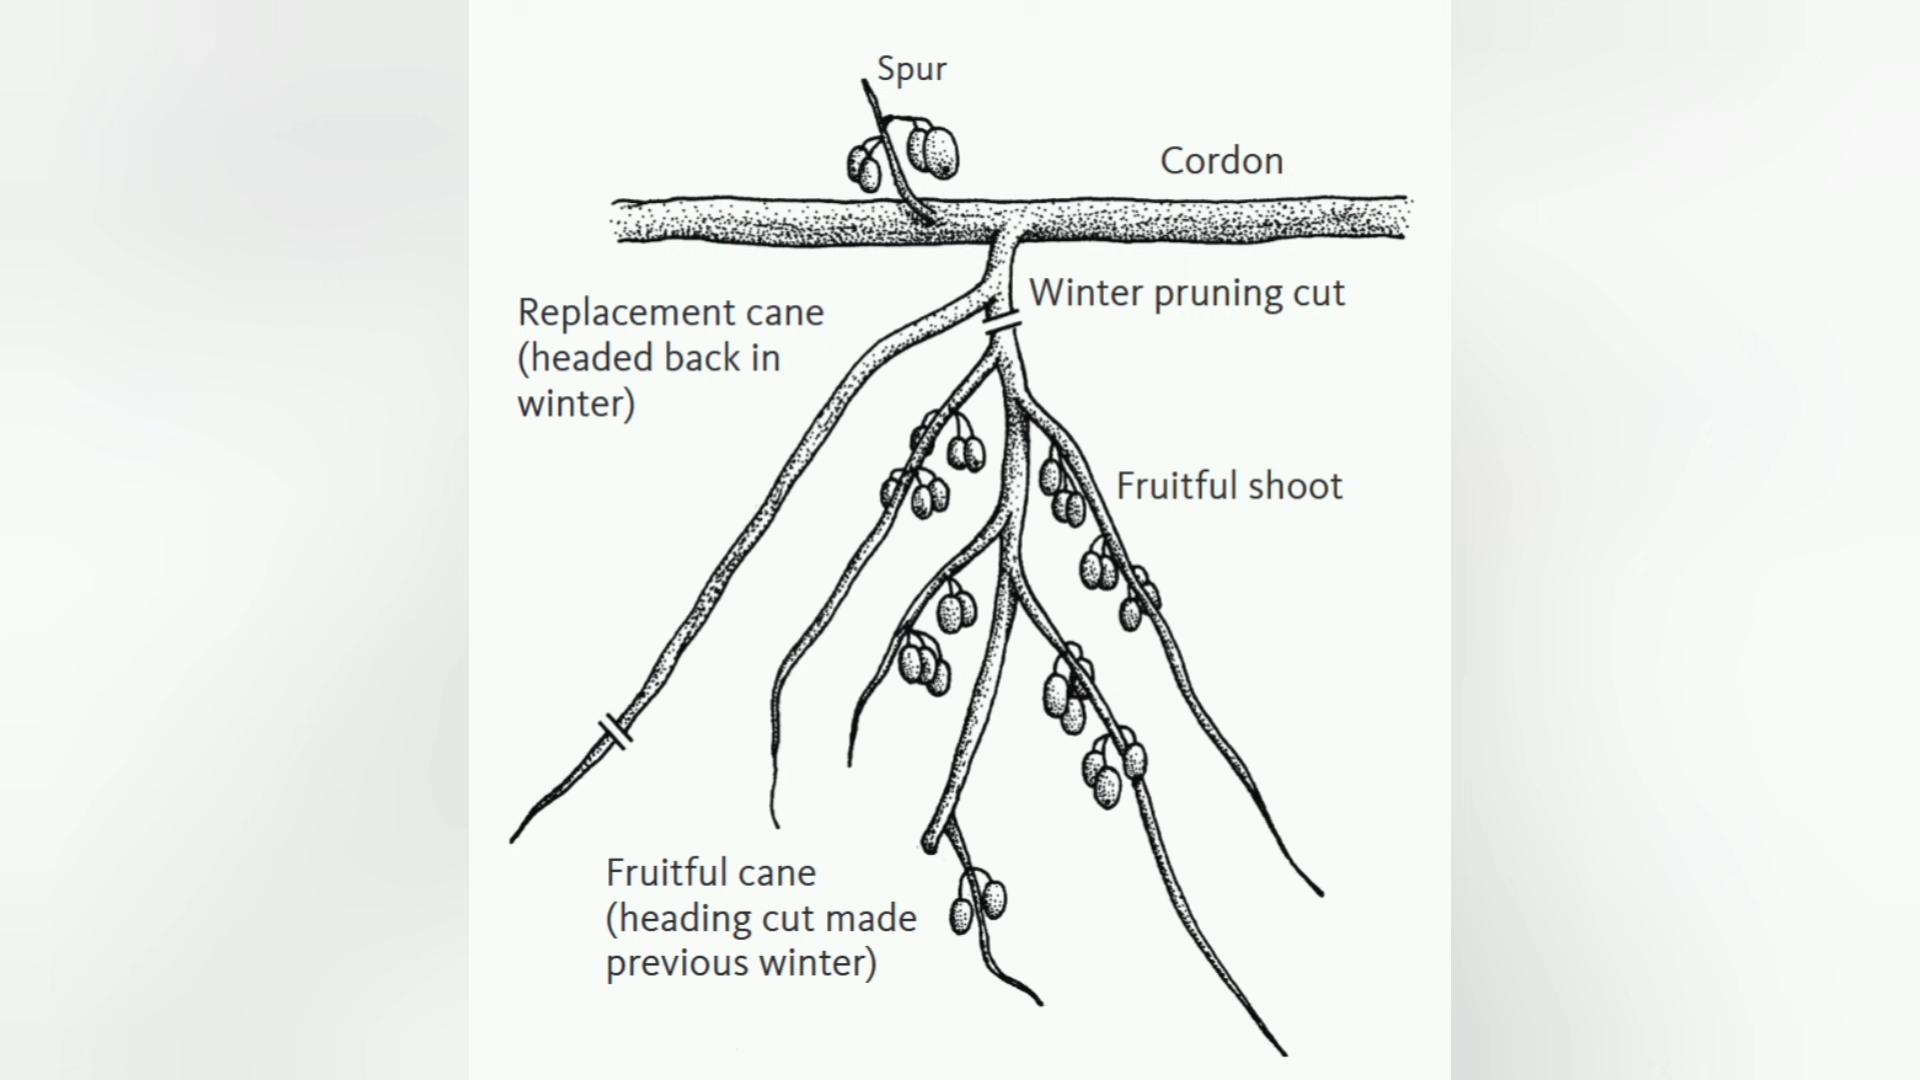 Spur
Cordon
Winter pruning cut
Replacement cane
(headed back in
winter)
Fruitful shoot
Fruitful cane
(heading cut made
previous winter)